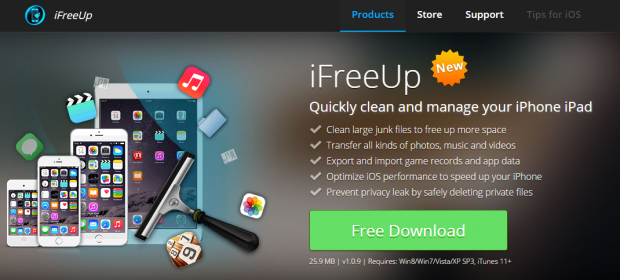 iFreeUp
Products Store Support Tips for iOS
iFreeUp New
Quickly clean and manage your iPhone iPad
Clean large junk files to free up more space
Transfer all kinds of photos, music and videos
Export and import game records and app data
Optimize iOS performance to speed up your iPhone
Prevent privacy leak by safely deleting private files
Free Download
25.9 MB | v1.0.9 | Requires: Win8/Win7/Vista/XP SP3, iTunes 11+